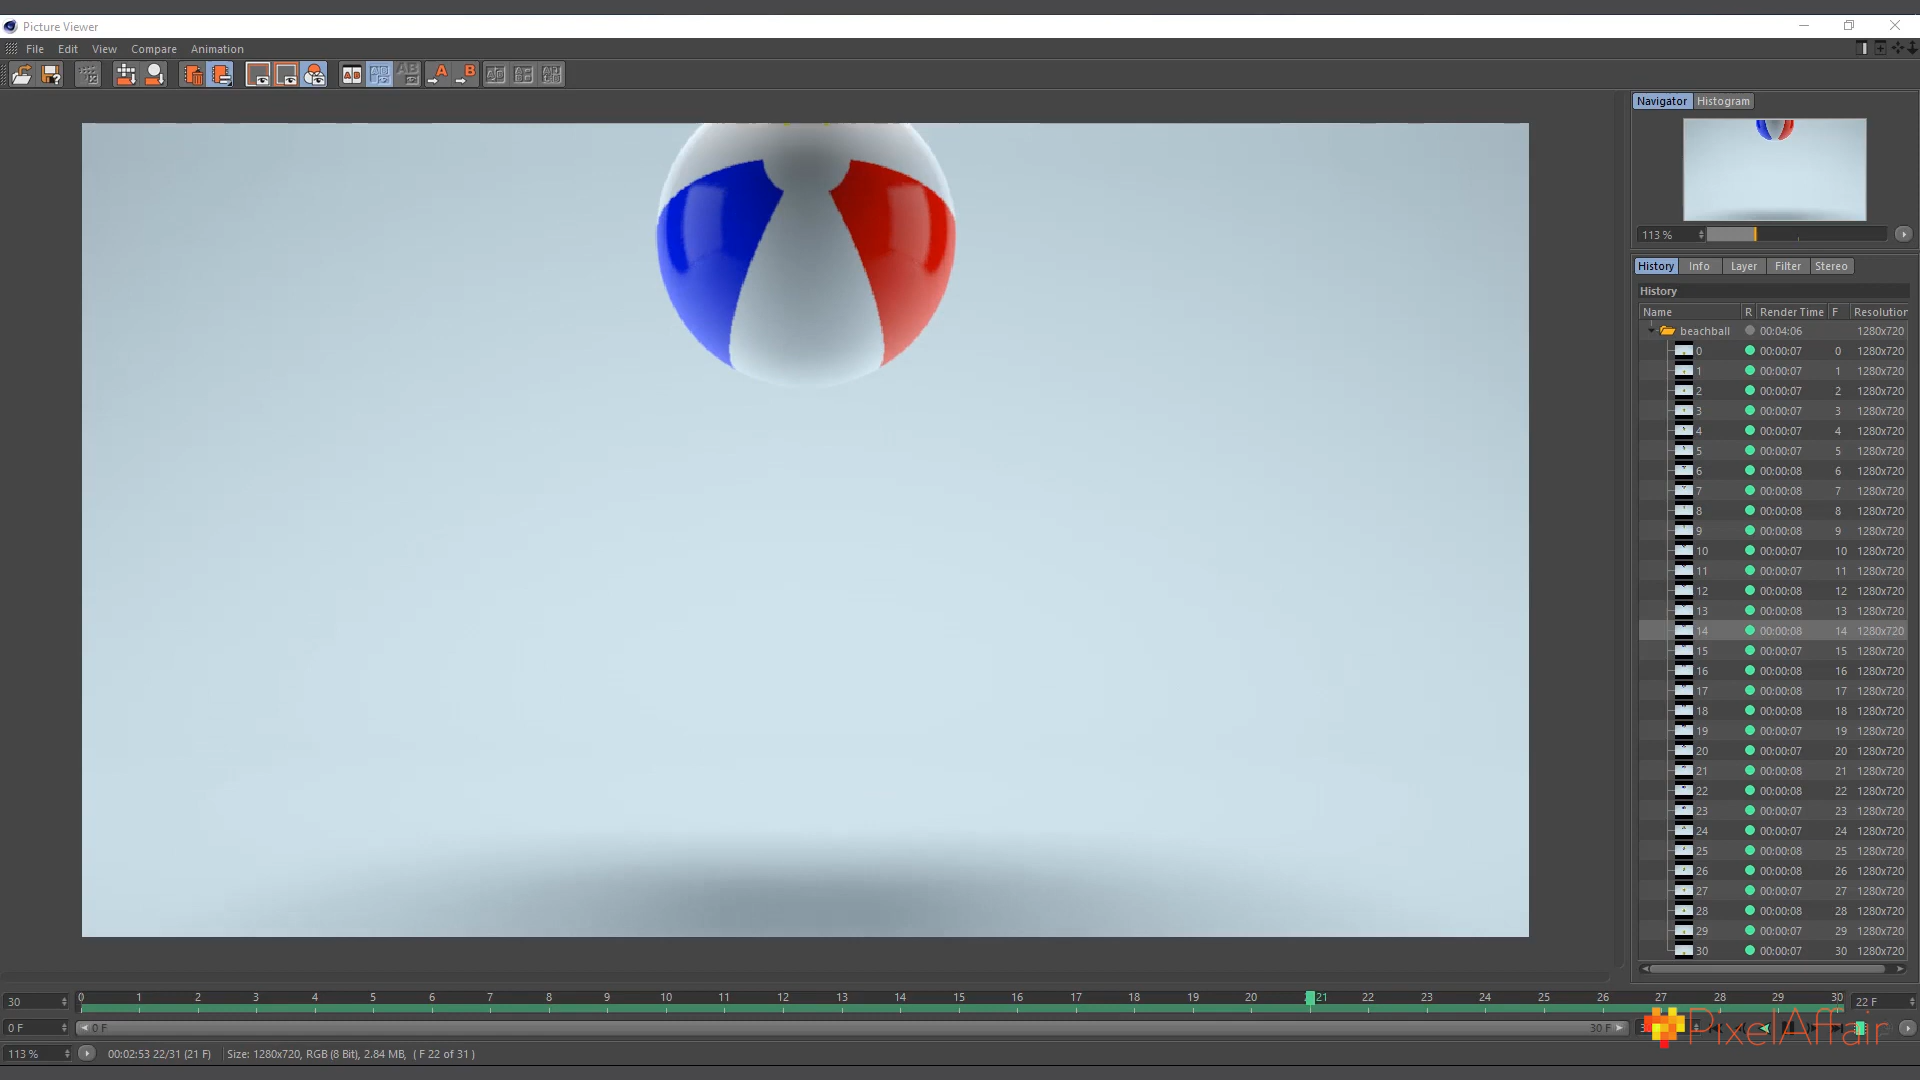 Picture Viewer
File Edit View Compare Animation
AB AB AB A B AB
Navigator Histogram
113 %
History Info Layer Filter Stereo
History
Name R Render Time F Resolution
beachball 00:04:06 1280x720
0 00:00:07 0 1280x720
1 00:00:07 1 1280x720
2 00:00:07 2 1280x720
3 00:00:07 3 1280x720
4 00:00:07 4 1280x720
5 00:00:07 5 1280x720
6 00:00:08 6 1280x720
7 00:00:08 7 1280x720
8 00:00:08 8 1280x720
9 00:00:08 9 1280x720
10 00:00:07 10 1280x720
11 00:00:07 11 1280x720
12 00:00:08 12 1280x720
13 00:00:08 13 1280x720
14 00:00:08 14 1280x720
15 00:00:07 15 1280x720
16 00:00:08 16 1280x720
17 00:00:08 17 1280x720
18 00:00:08 18 1280x720
19 00:00:07 19 1280x720
20 00:00:07 20 1280x720
21 00:00:08 21 1280x720
22 00:00:08 22 1280x720
23 00:00:07 23 1280x720
24 00:00:07 24 1280x720
25 00:00:08 25 1280x720
26 00:00:08 26 1280x720
27 00:00:07 27 1280x720
28 00:00:08 28 1280x720
29 00:00:07 29 1280x720
30 00:00:07 30 1280x720
30 0 1 2 3 4 5 6 7 8 9 10 11 12 13 14 15 16 17 18 19 20 21 22 23 24 25 26 27 28 29 30 22 F
0 F 0 F 30 F
PixelAffair
113 % 00:02:53 22/31 (21 F) Size: 1280x720, RGB (8 Bit), 2.84 MB, ( F 22 of 31 )